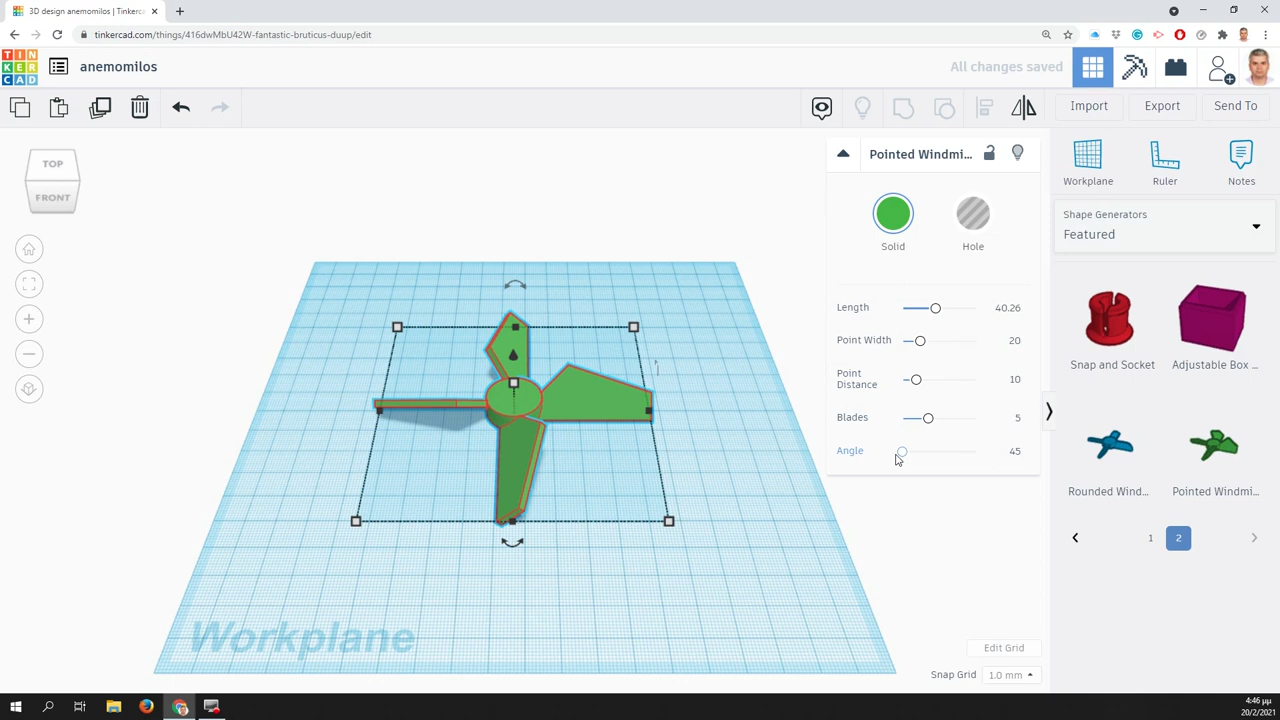 3D design anemomilos | Tinkerca
tinkercad.com/things/416dwMbU42W-fantastic-bruticus-duup/edit
TIN
KER
CAD
anemomilos
All changes saved
Import
Export
Send To
TOP
FRONT
Pointed Windmi...
Solid
Hole
Length
40.26
Point Width
20
Point
Distance
10
Blades
5
Angle
45
Workplane
Ruler
Notes
Shape Generators
Featured
Snap and Socket
Adjustable Box ...
Rounded Wind...
Pointed Windmi...
1
2
Workplane
Edit Grid
Snap Grid
1.0 mm
4:46 μμ
20/2/2021